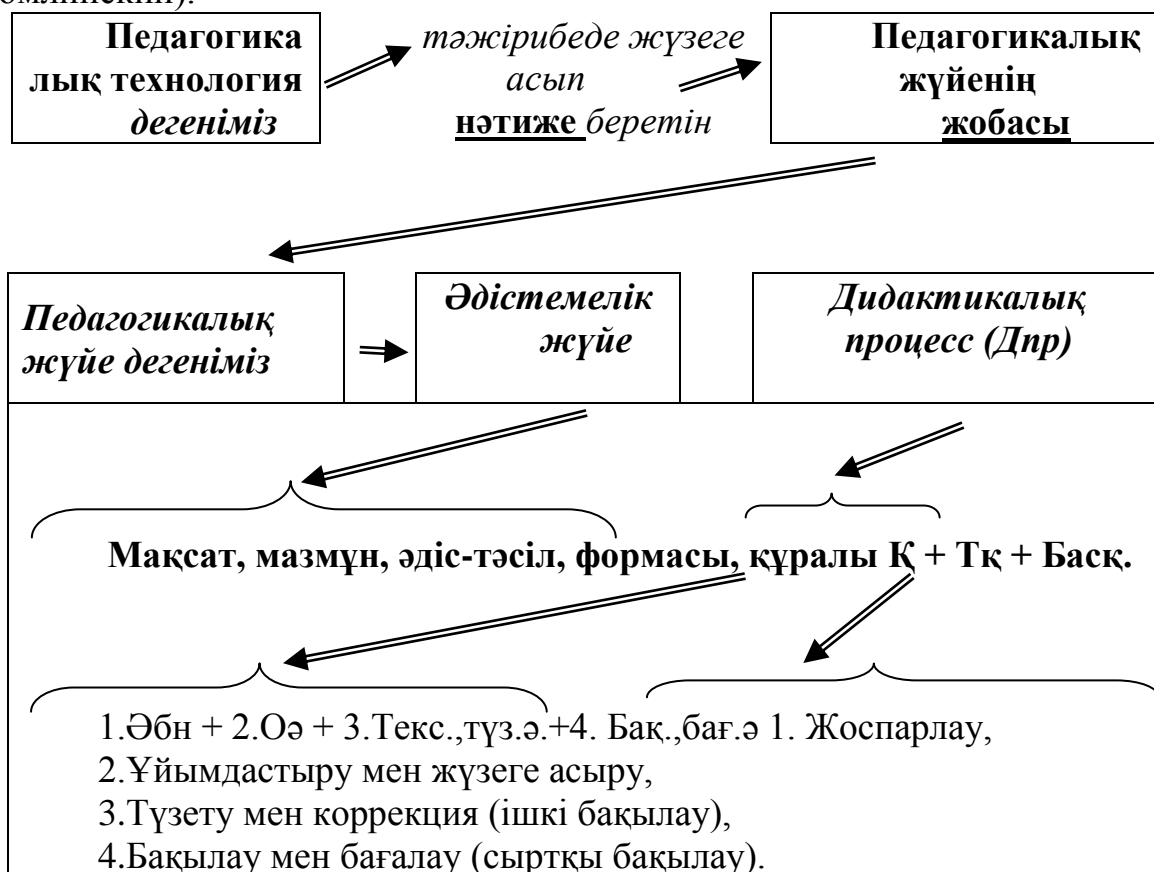 омлинский).
Педагогика
лық технология
дегеніміз
тәжірибеде жүзеге
асып
нәтиже беретін
Педагогикалық
жүйенің
жобасы
Педагогикалық
жүйе дегеніміз
Әдістемелік
жүйе
Дидактикалық
процесс (Дпр)
Мақсат, мазмұн, әдіс-тәсіл, формасы, құралы Қ + Тқ + Басқ.
1.Әбн + 2.Оә + 3.Текс.,түз.ә.+4. Бақ.,бағ.ә 1. Жоспарлау,
2.Ұйымдастыру мен жүзеге асыру,
3.Түзету мен коррекция (ішкі бақылау),
4.Бақылау мен бағалау (сыртқы бақылау).